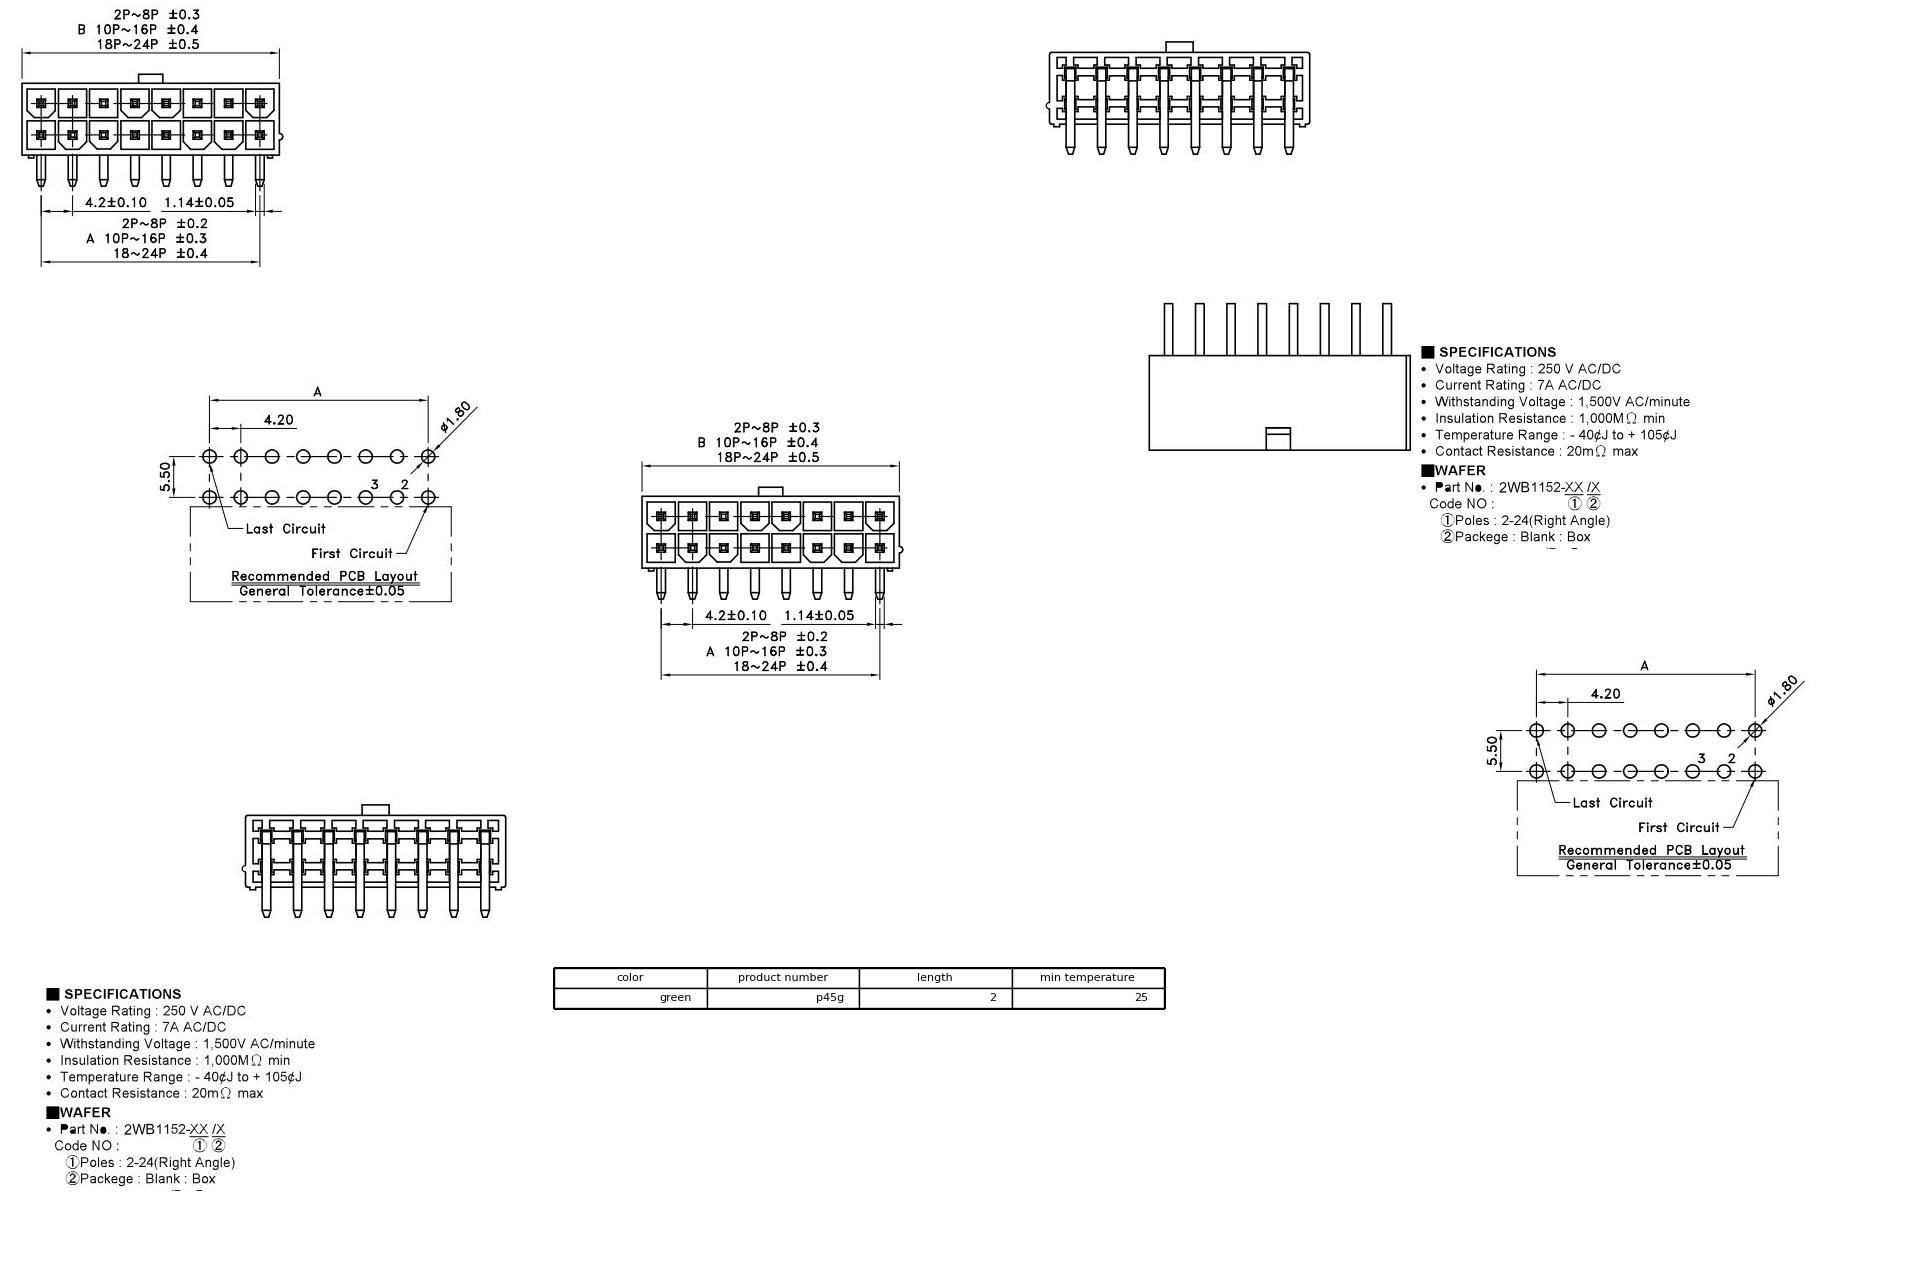 2P~8P ±0.3
B 10P~16P ±0.4
18P~24P ±0.5
4.2±0.10 1.14±0.05
2P~8P ±0.2
A 10P~16P ±0.3
18~24P ±0.4
■ SPECIFICATIONS
• Voltage Rating : 250 V AC/DC
• Current Rating : 7A AC/DC
• Withstanding Voltage : 1,500V AC/minute
• Insulation Resistance : 1,000MΩ min
• Temperature Range : - 40¢J to + 105¢J
• Contact Resistance : 20mΩ max
■WAFER
• Part No. : 2WB1152-XX /X
Code NO : ① ②
①Poles : 2-24(Right Angle)
②Packege : Blank : Box
A
4.20
ø1.80
5.50
3 2
Last Circuit
First Circuit
Recommended PCB Layout
General Tolerance±0.05
2P~8P ±0.3
B 10P~16P ±0.4
18P~24P ±0.5
4.2±0.10 1.14±0.05
2P~8P ±0.2
A 10P~16P ±0.3
18~24P ±0.4
A
4.20
ø1.80
5.50
3 2
Last Circuit
First Circuit
Recommended PCB Layout
General Tolerance±0.05
color product number length min temperature
green p45g 2 25
■ SPECIFICATIONS
• Voltage Rating : 250 V AC/DC
• Current Rating : 7A AC/DC
• Withstanding Voltage : 1,500V AC/minute
• Insulation Resistance : 1,000MΩ min
• Temperature Range : - 40¢J to + 105¢J
• Contact Resistance : 20mΩ max
■WAFER
• Part No. : 2WB1152-XX /X
Code NO : ① ②
①Poles : 2-24(Right Angle)
②Packege : Blank : Box